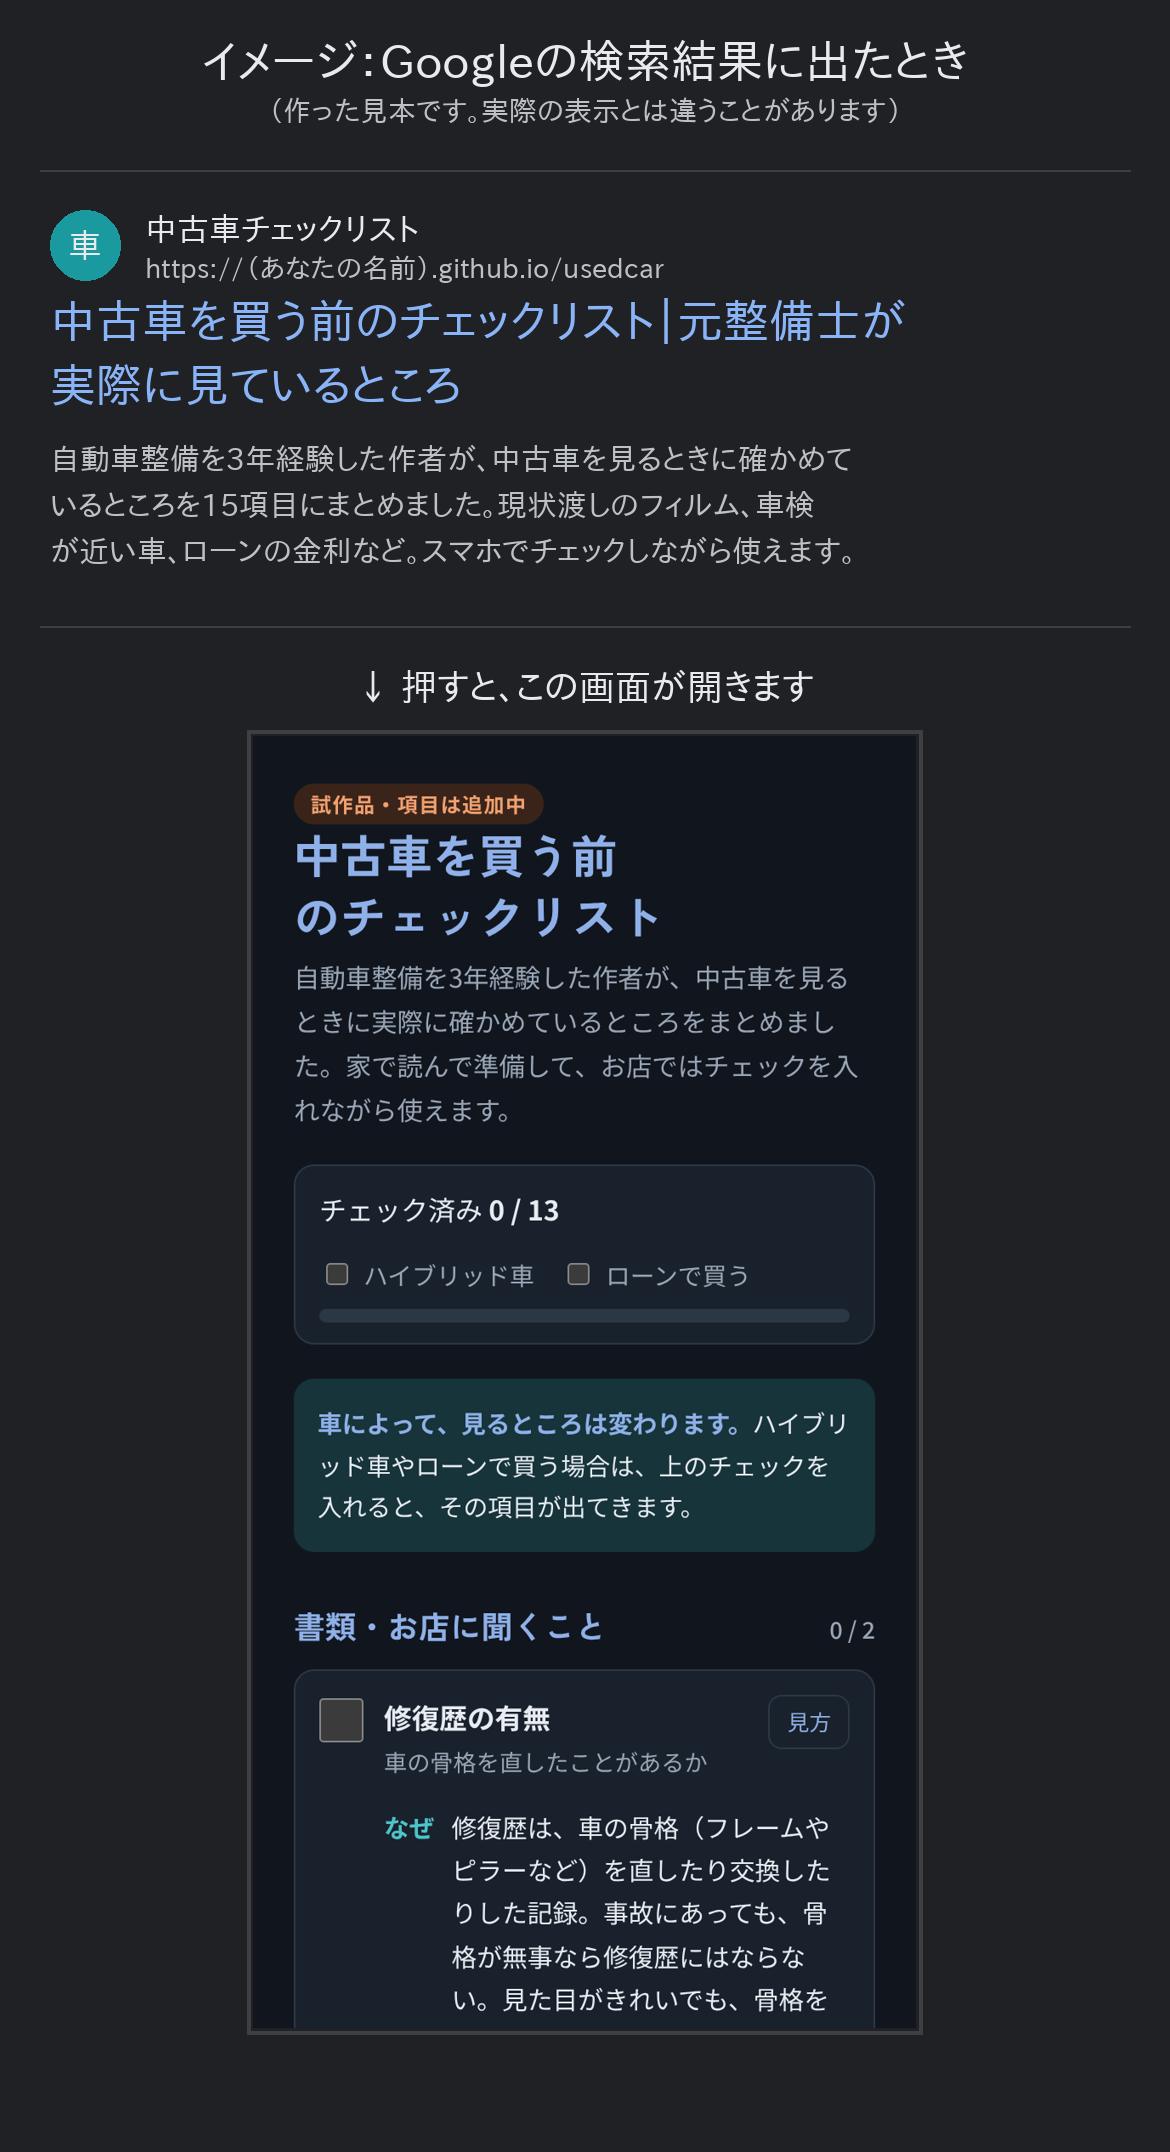 イメージ：Googleの検索結果に出たとき
（作った見本です。実際の表示とは違うことがあります）
車
中古車チェックリスト
https://（あなたの名前）.github.io/usedcar
中古車を買う前のチェックリスト|元整備士が
実際に見ているところ
自動車整備を3年経験した作者が、中古車を見るときに確かめて
いるところを15項目にまとめました。現状渡しのフィルム、車検
が近い車、ローンの金利など。スマホでチェックしながら使えます。
↓ 押すと、この画面が開きます
試作品・項目は追加中
中古車を買う前
のチェックリスト
自動車整備を3年経験した作者が、中古車を見る
ときに実際に確かめているところをまとめまし
た。家で読んで準備して、お店ではチェックを入
れながら使えます。
チェック済み 0 / 13
ハイブリッド車 ローンで買う
車によって、見るところは変わります。ハイブリ
ッド車やローンで買う場合は、上のチェックを
入れると、その項目が出てきます。
書類・お店に聞くこと 0 / 2
修復歴の有無 見方
車の骨格を直したことがあるか
なぜ 修復歴は、車の骨格（フレームや
ピラーなど）を直したり交換した
りした記録。事故にあっても、骨
格が無事なら修復歴にはならな
い。見た目がきれいでも、骨格を